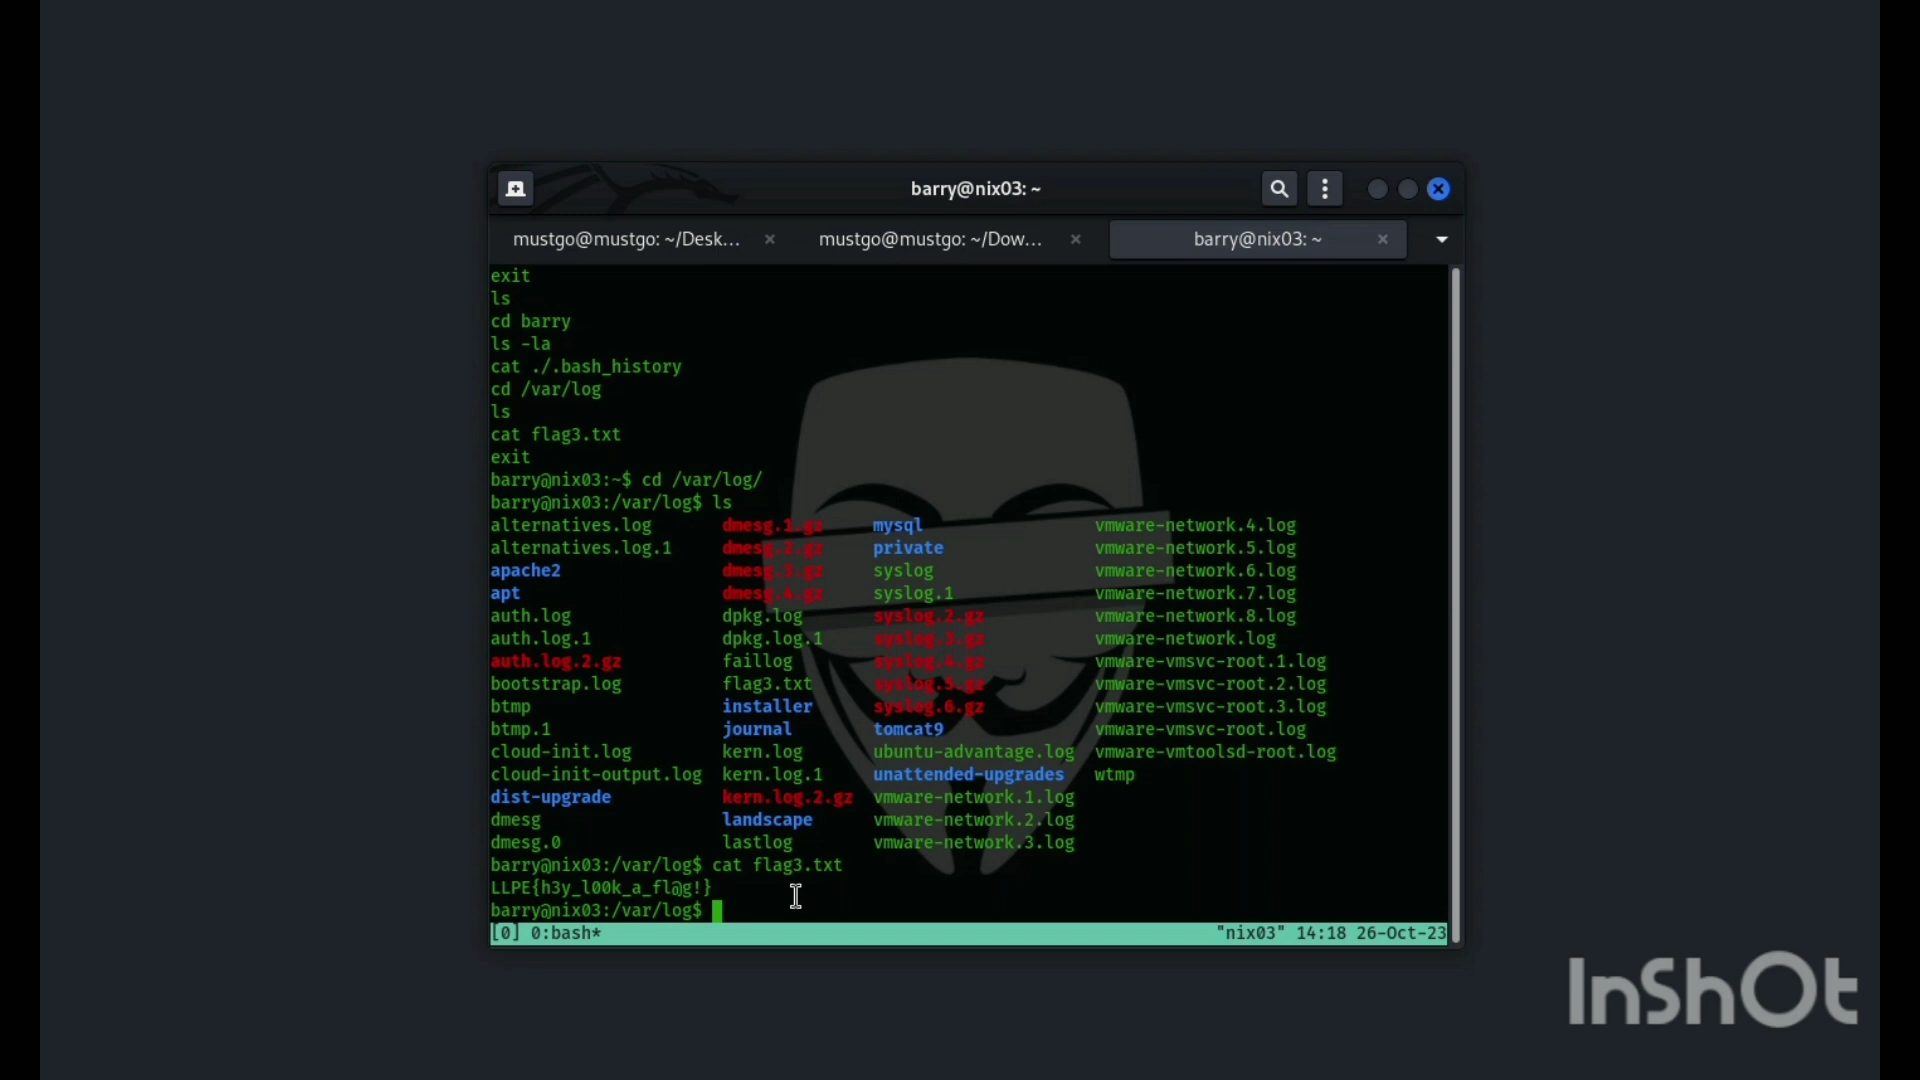 barry@nix03: ~
mustgo@mustgo: ~/Desk... × mustgo@mustgo: ~/Dow... × barry@nix03: ~ ×
exit
ls
cd barry
ls -la
cat ./.bash_history
cd /var/log
ls
cat flag3.txt
exit
barry@nix03:~$ cd /var/log/
barry@nix03:/var/log$ ls
alternatives.log dmesg.1.gz mysql vmware-network.4.log
alternatives.log.1 dmesg.2.gz private vmware-network.5.log
apache2 dmesg.3.gz syslog vmware-network.6.log
apt dmesg.4.gz syslog.1 vmware-network.7.log
auth.log dpkg.log syslog.2.gz vmware-network.8.log
auth.log.1 dpkg.log.1 syslog.3.gz vmware-network.log
auth.log.2.gz faillog syslog.4.gz vmware-vmsvc-root.1.log
bootstrap.log flag3.txt syslog.5.gz vmware-vmsvc-root.2.log
btmp installer syslog.6.gz vmware-vmsvc-root.3.log
btmp.1 journal tomcat9 vmware-vmsvc-root.log
cloud-init.log kern.log ubuntu-advantage.log vmware-vmtoolsd-root.log
cloud-init-output.log kern.log.1 unattended-upgrades wtmp
dist-upgrade kern.log.2.gz vmware-network.1.log
dmesg landscape vmware-network.2.log
dmesg.0 lastlog vmware-network.3.log
barry@nix03:/var/log$ cat flag3.txt
LLPE{h3y_l00k_a_fl@g!}
barry@nix03:/var/log$
[0] 0:bash* "nix03" 14:18 26-Oct-23
InShOt